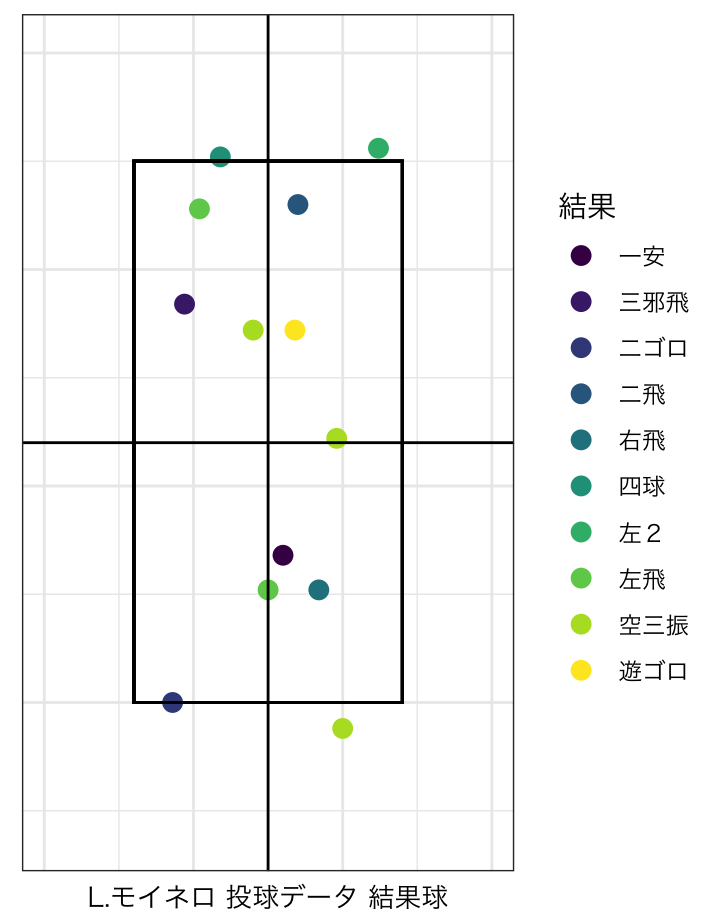 結果
一安
三邪飛
二ゴロ
二飛
右飛
四球
左２
左飛
空三振
遊ゴロ
L.モイネロ 投球データ 結果球